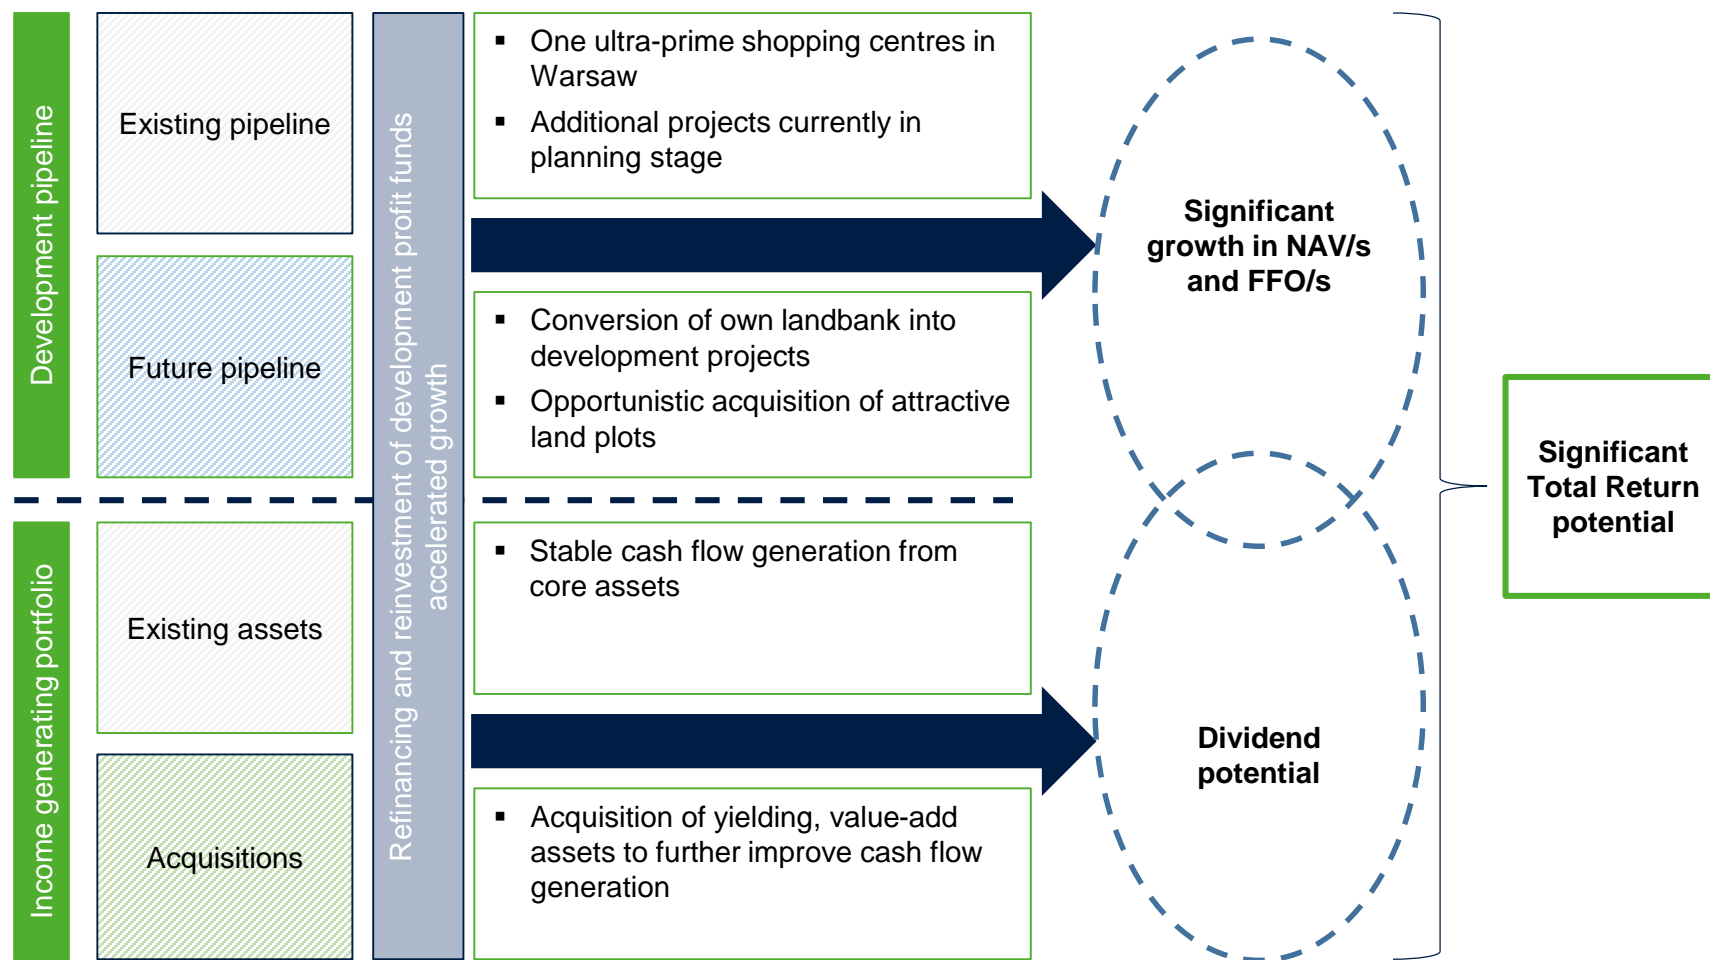 Development pipeline
Existing pipeline
Future pipeline
Income generating portfolio
Existing assets
Acquisitions
Refinancing and reinvestment of development profit funds
accelerated growth
▪ One ultra-prime shopping centres in
Warsaw
▪ Additional projects currently in
planning stage
▪ Conversion of own landbank into
development projects
▪ Opportunistic acquisition of attractive
land plots
▪ Stable cash flow generation from
core assets
▪ Acquisition of yielding, value-add
assets to further improve cash flow
generation
Significant
growth in NAV/s
and FFO/s
Dividend
potential
Significant
Total Return
potential